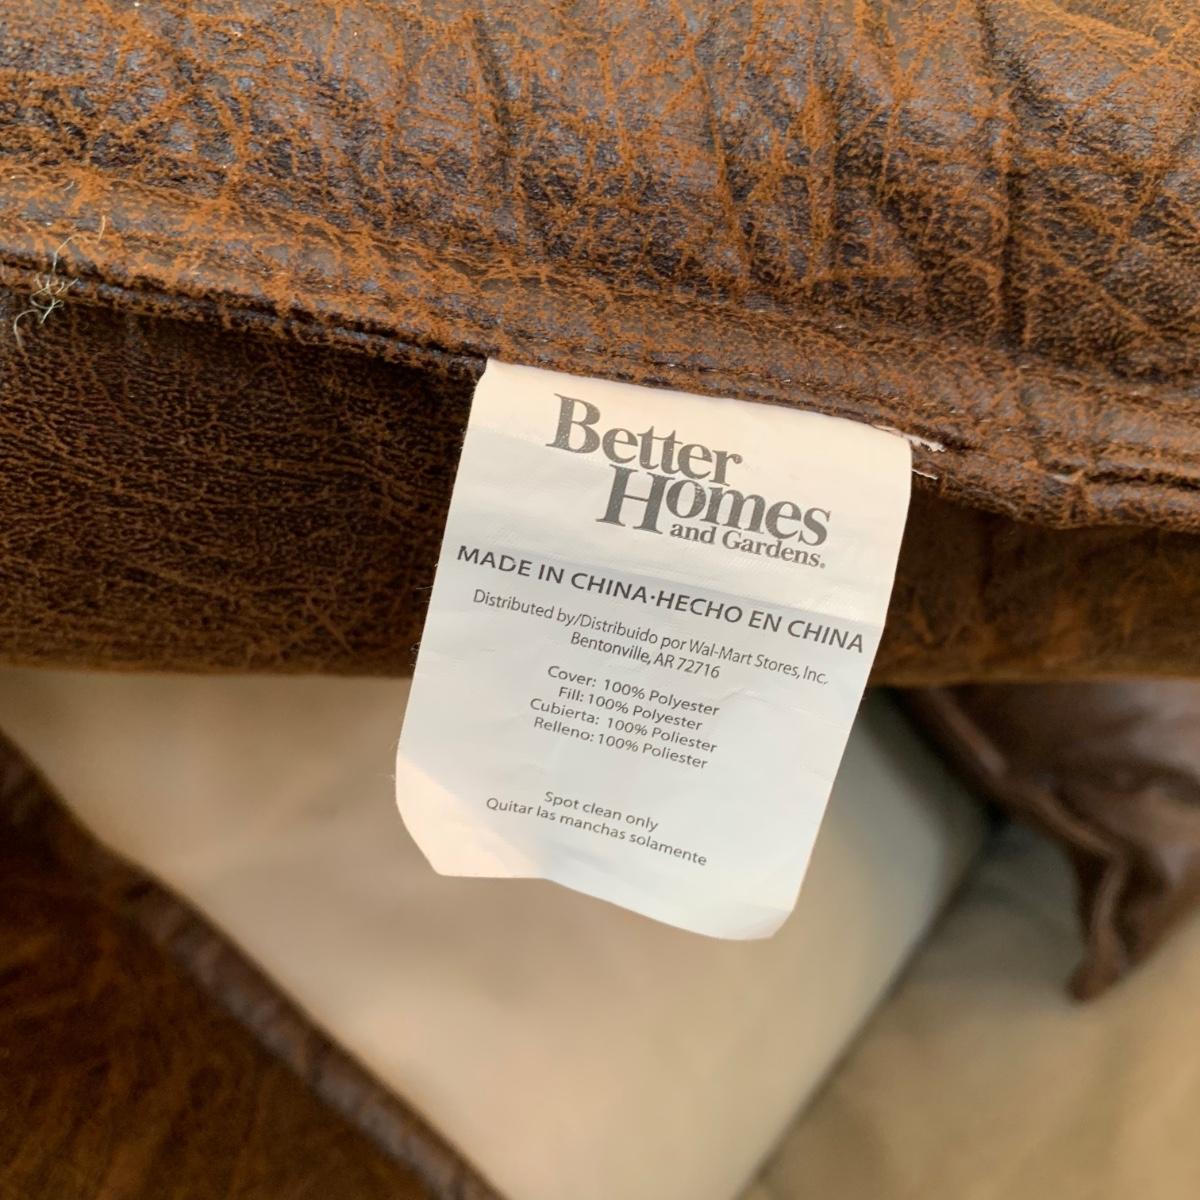 Better
Homes
and Gardens.
MADE IN CHINA·HECHO EN CHINA
Distributed by/Distribuido por Wal-Mart Stores, Inc.
Bentonville, AR 72716
Cover: 100% Polyester
Fill: 100% Polyester
Cubierta: 100% Poliester
Relleno: 100% Poliester
Spot clean only
Quitar las manchas solamente